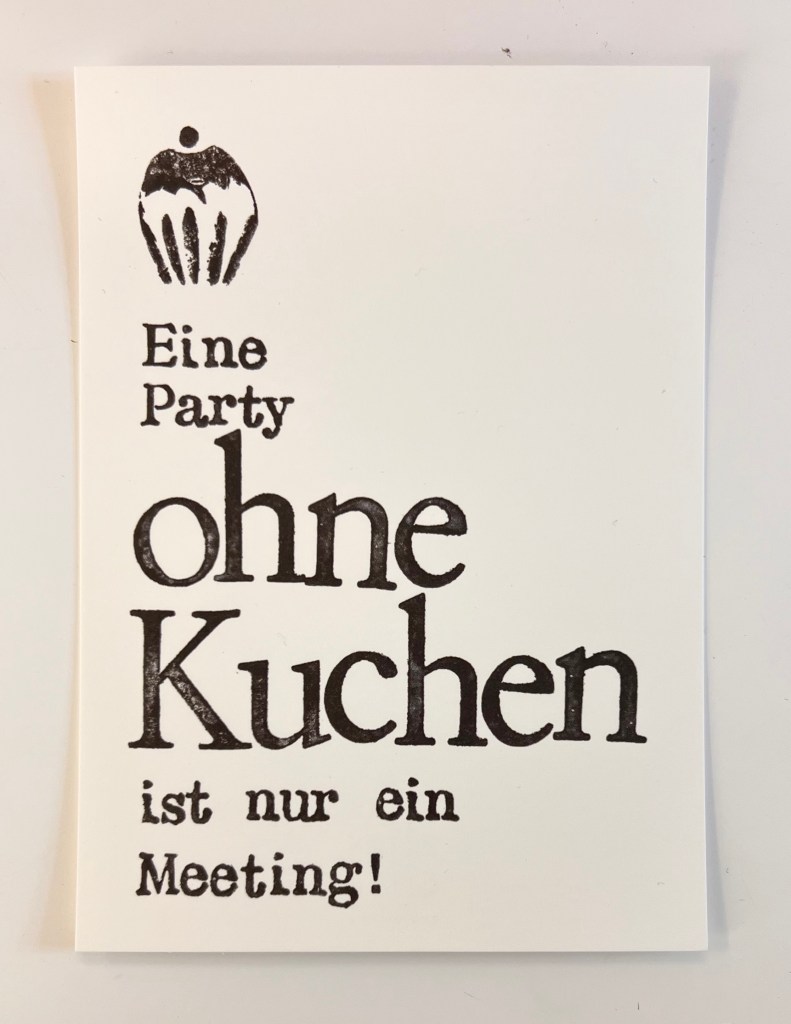 Eine
Party
ohne
Kuchen
ist nur ein
Meeting!